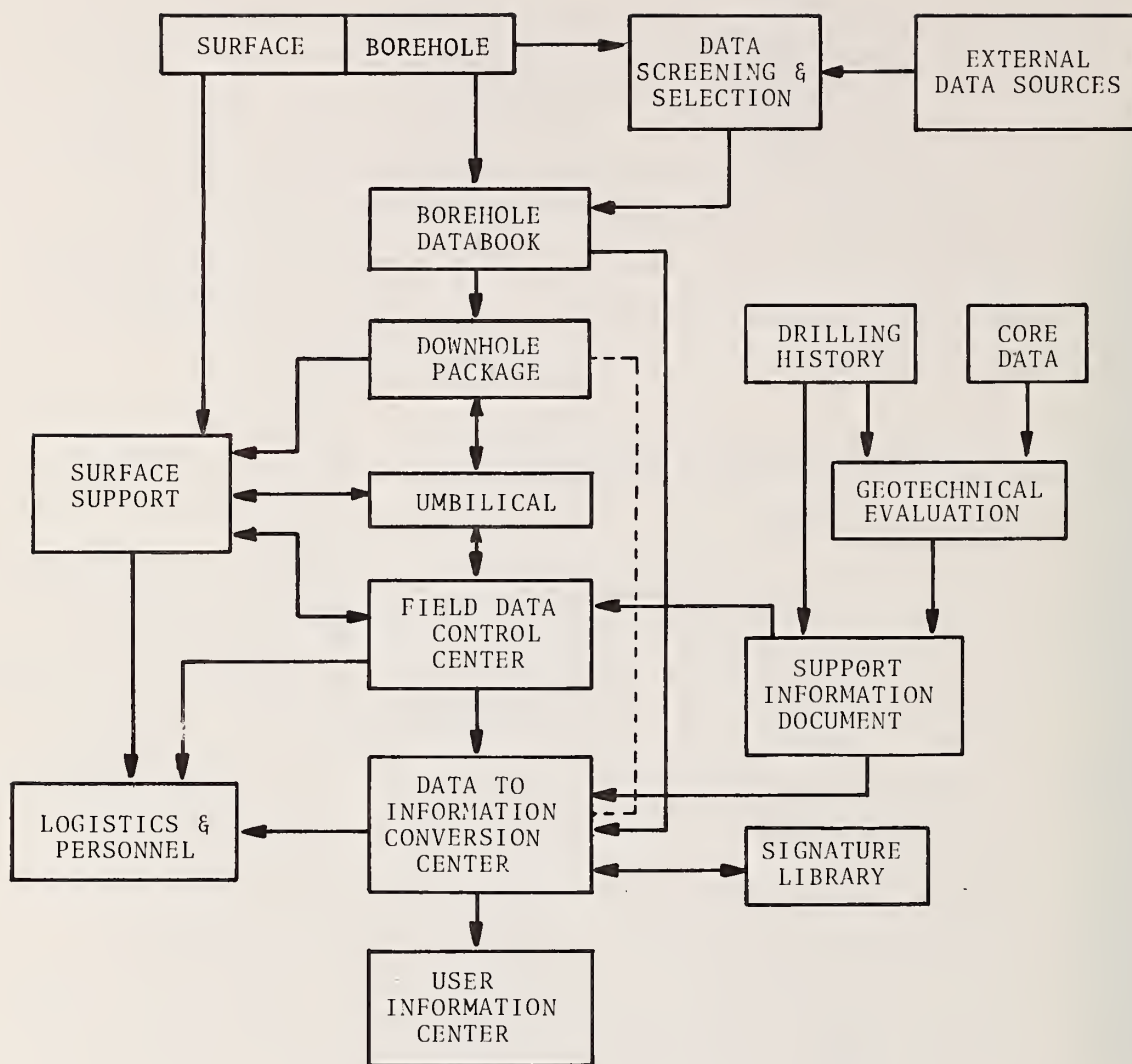 SURFACE
BOREHOLE
DATA
SCREENING &
SELECTION
EXTERNAL
DATA SOURCES
BOREHOLE
DATABOOK
DOWNHOLE
PACKAGE
DRILLING
HISTORY
CORE
DATA
SURFACE
SUPPORT
UMBILICAL
GEOTECHNICAL
EVALUATION
FIELD DATA
CONTROL
CENTER
SUPPORT
INFORMATION
DOCUMENT
LOGISTICS &
PERSONNEL
DATA TO
INFORMATION
CONVERSION
CENTER
SIGNATURE
LIBRARY
USER
INFORMATION
CENTER